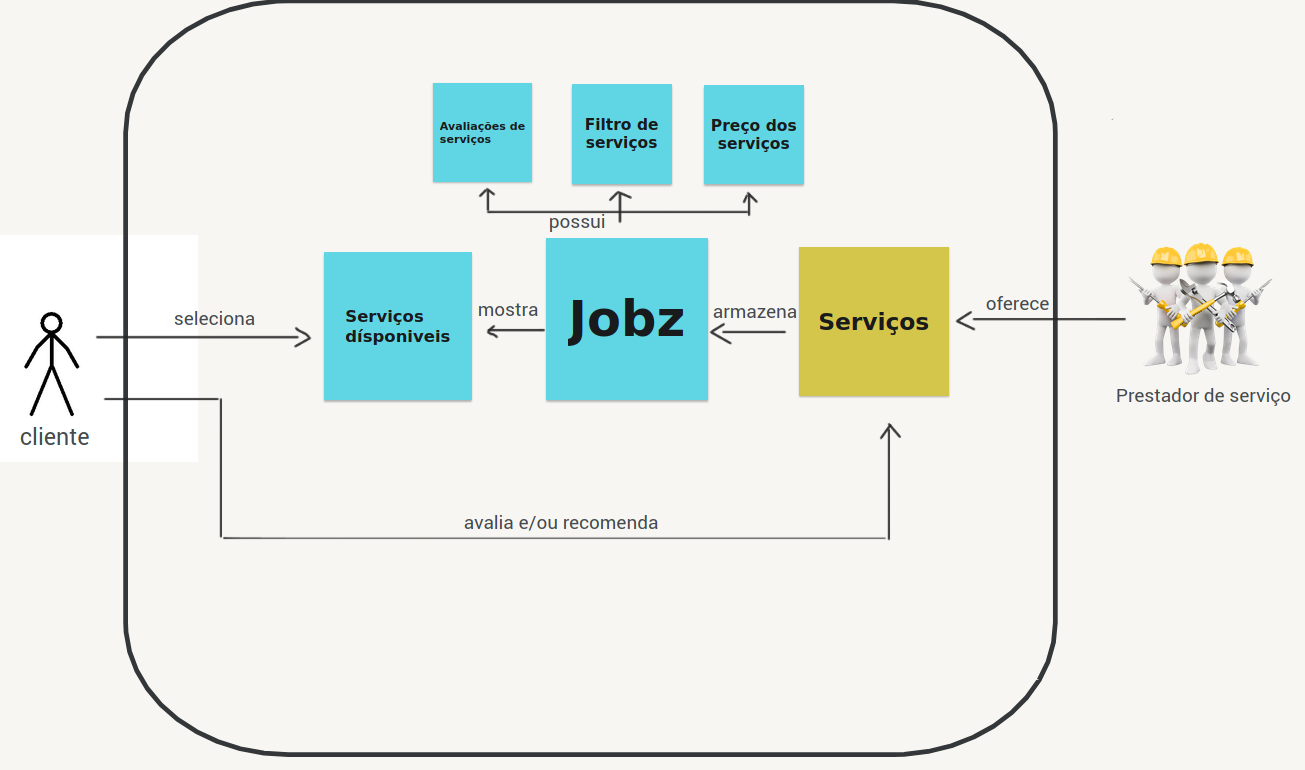 Avaliações de
serviços
Filtro de
serviços
Preço dos
serviços
possui
seleciona
Serviços
dísponiveis
mostra
Jobz
armazena
Serviços
oferece
Prestador de serviço
cliente
avalia e/ou recomenda